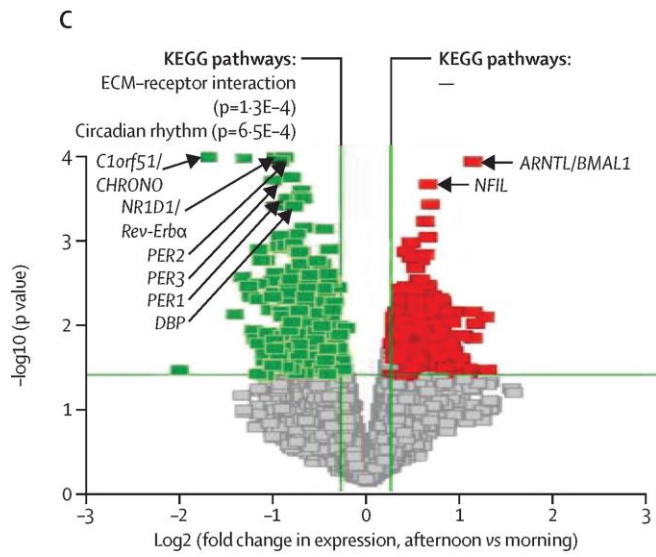 C
KEGG pathways:
ECM–receptor interaction
(p=1·3E–4)
Circadian rhythm (p=6·5E–4)
KEGG pathways:
—
C1orf51/
CHRONO
NR1D1/
Rev-Erbα
PER2
PER3
PER1
DBP
ARNTL/BMAL1
NFIL
4
3
2
1
0
–log10 (p value)
–3
–2
–1
0
1
2
3
Log2 (fold change in expression, afternoon vs morning)